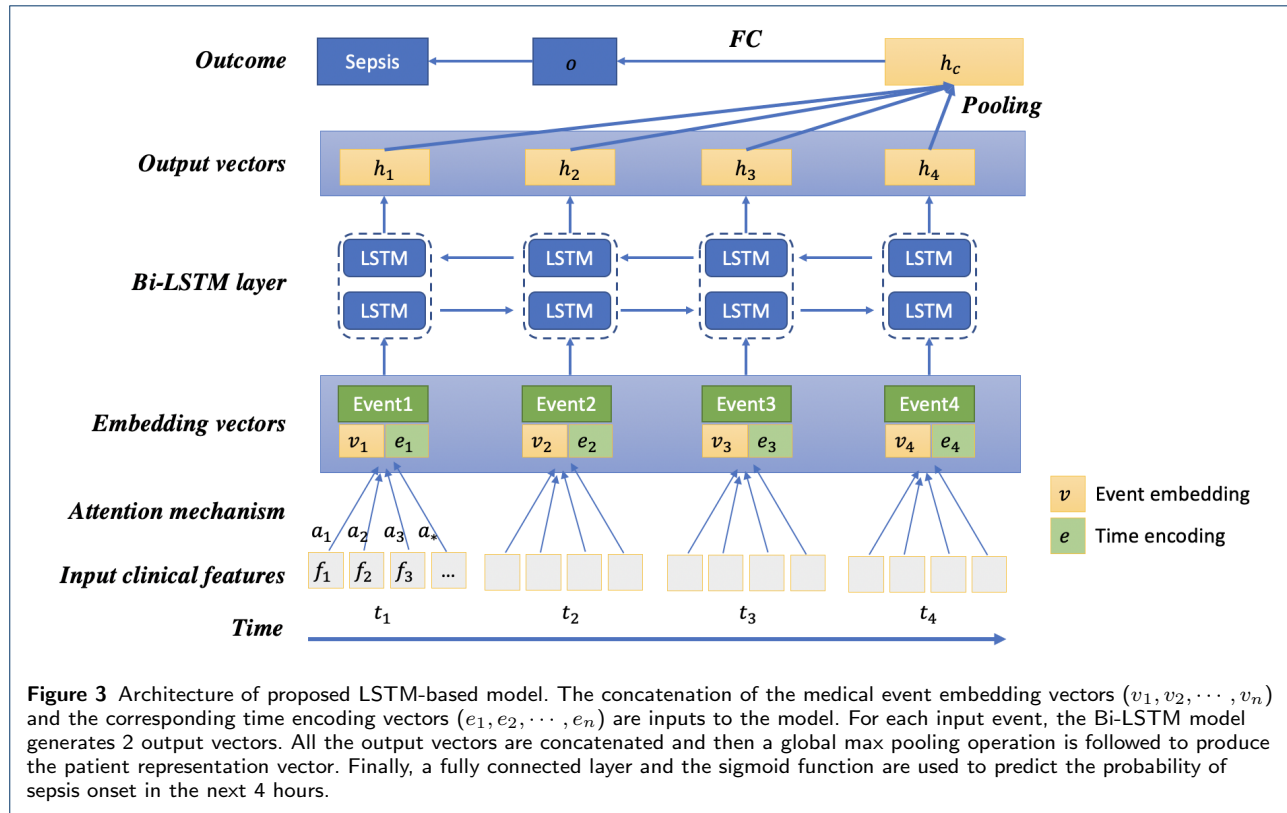 Outcome Sepsis o FC h_c
Pooling
Output vectors h_1 h_2 h_3 h_4
LSTM LSTM LSTM LSTM
Bi-LSTM layer
LSTM LSTM LSTM LSTM
Event1 Event2 Event3 Event4
Embedding vectors v_1 e_1 v_2 e_2 v_3 e_3 v_4 e_4
v Event embedding
Attention mechanism
a_1 a_2 a_3 a_*
e Time encoding
Input clinical features f_1 f_2 f_3 ...
t_1 t_2 t_3 t_4
Time
Figure 3 Architecture of proposed LSTM-based model. The concatenation of the medical event embedding vectors (v_1, v_2, ⋯, v_n)
and the corresponding time encoding vectors (e_1, e_2, ⋯, e_n) are inputs to the model. For each input event, the Bi-LSTM model
generates 2 output vectors. All the output vectors are concatenated and then a global max pooling operation is followed to produce
the patient representation vector. Finally, a fully connected layer and the sigmoid function are used to predict the probability of
sepsis onset in the next 4 hours.